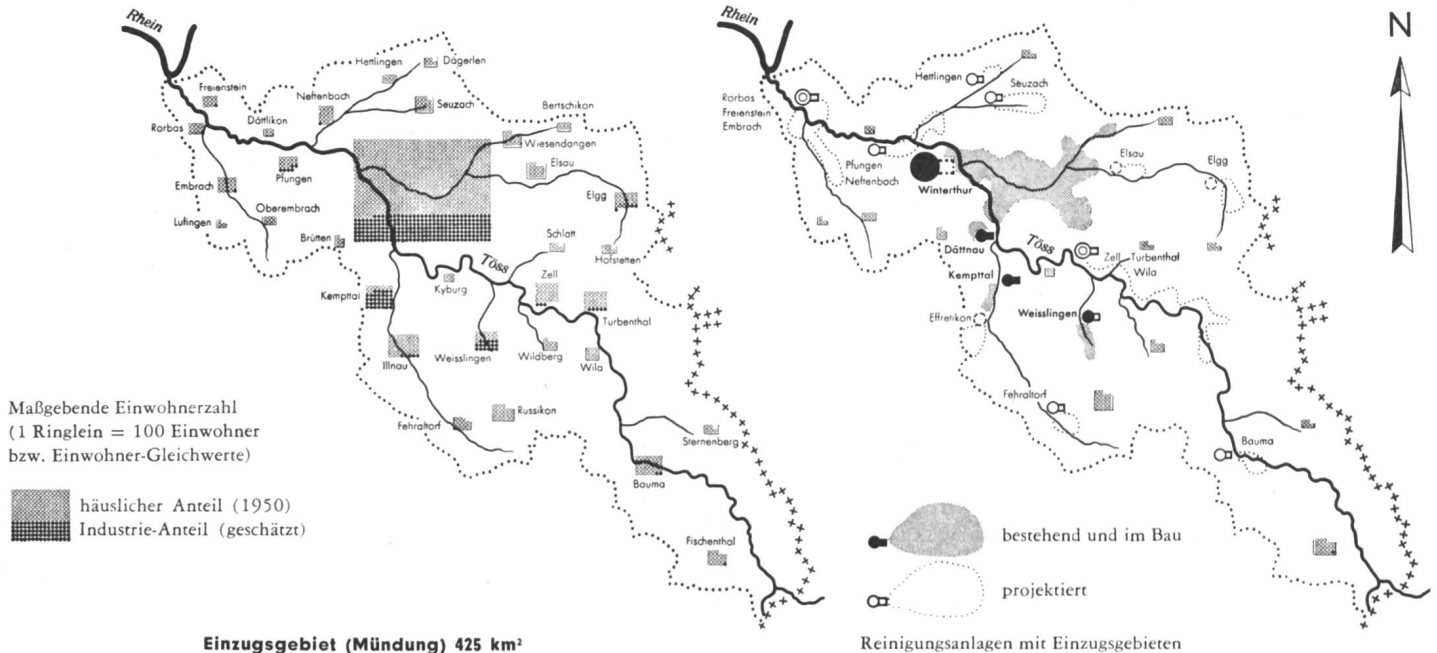 Rhein
Freienstein
Rorbas
Dättlikon
Neftenbach
Hettlingen
Dägerlen
Seuzach
Bertschikon
Wiesendangen
Elsau
Elgg
Pfungen
Embrach
Oberembrach
Lufingen
Brütten
Schlatt
Hofstetten
Töss
Zell
Kyburg
Kempttal
Turbenthal
Illnau
Weisslingen
Wildberg
Wila
Russikon
Fehraltorf
Sternenberg
Bauma
Fischenthal
Maßgebende Einwohnerzahl
(1 Ringlein = 100 Einwohner
bzw. Einwohner-Gleichwerte)
häuslicher Anteil (1950)
Industrie-Anteil (geschätzt)
Einzugsgebiet (Mündung) 425 km²
Rhein
N
Hettlingen
Seuzach
Rorbas
Freienstein
Embrach
Pfungen
Neftenbach
Winterthur
Elsau
Elgg
Dättnau
Töss
Zell
Turbenthal
Wila
Kempttal
Effretikon
Weisslingen
Fehraltorf
Bauma
bestehend und im Bau
projektiert
Reinigungsanlagen mit Einzugsgebieten